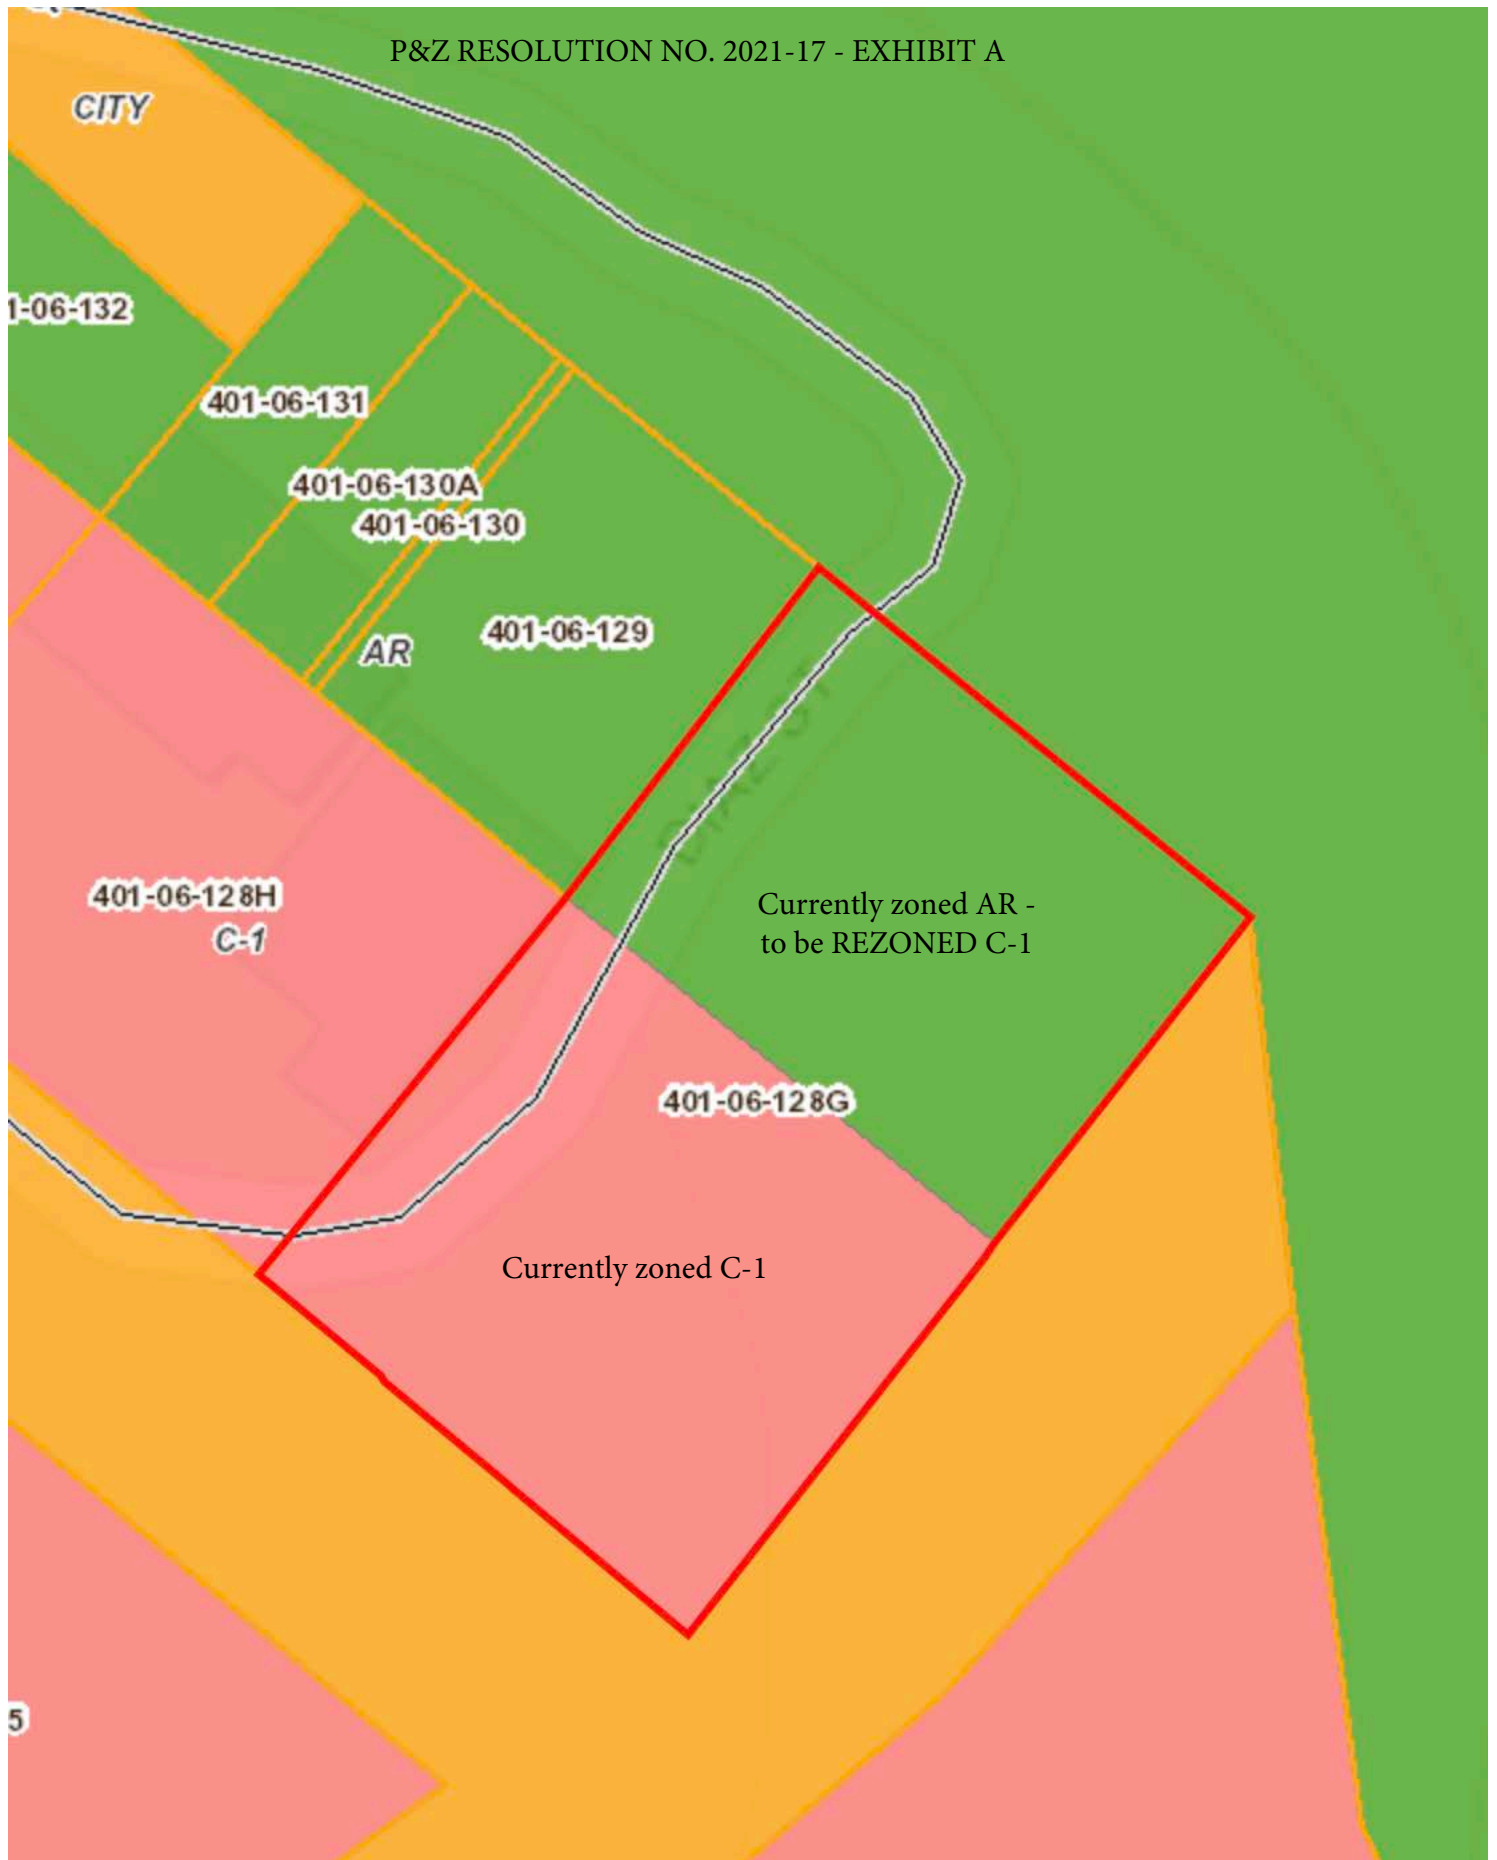 P&Z RESOLUTION NO. 2021-17 - EXHIBIT A
CITY
1-06-132
401-06-131
401-06-130A
401-06-130
AR
401-06-129
DIAZ ST
401-06-128H
C-1
Currently zoned AR -
to be REZONED C-1
401-06-128G
Currently zoned C-1
5